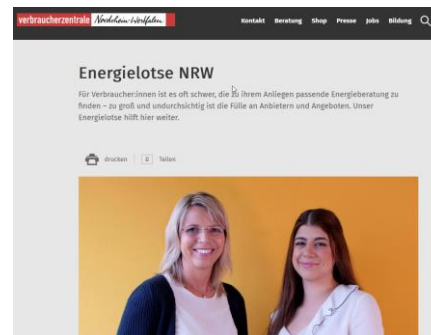 verbraucherzentrale Nordrhein-Westfalen
Kontakt Beratung Shop Presse Jobs Bildung
Energielotse NRW
Für Verbraucher:innen ist es oft schwer, die zu ihrem Anliegen passende Energieberatung zu
finden – zu groß und undurchsichtig ist die Fülle an Anbietern und Angeboten. Unser
Energielotse hilft hier weiter.
drucken 0 Teilen